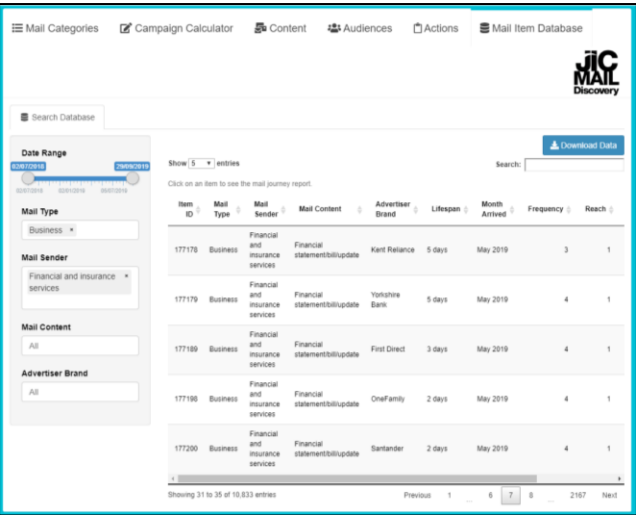 Mail Categories Campaign Calculator Content Audiences Actions Mail Item Database
JIC
MAIL
Discovery
Search Database
Download Data
Date Range
02/07/2018 29/09/2019
Show 5 entries
Search:
Click on an item to see the mail journey report.
Mail Type
Business ×
Mail Sender
Financial and insurance services ×
Mail Content
All
Advertiser Brand
All
Item ID Mail Type Mail Sender Mail Content Advertiser Brand Lifespan Month Arrived Frequency Reach
177178 Business Financial and insurance services Financial statement/bill/update Kent Reliance 5 days May 2019 3 1
177179 Business Financial and insurance services Financial statement/bill/update Yorkshire Bank 5 days May 2019 4 1
177189 Business Financial and insurance services Financial statement/bill/update First Direct 3 days May 2019 4 1
177198 Business Financial and insurance services Financial statement/bill/update OneFamily 2 days May 2019 4 1
177200 Business Financial and insurance services Financial statement/bill/update Santander 2 days May 2019 4 1
Showing 31 to 35 of 10,833 entries
Previous 1 ... 6 7 8 ... 2167 Next